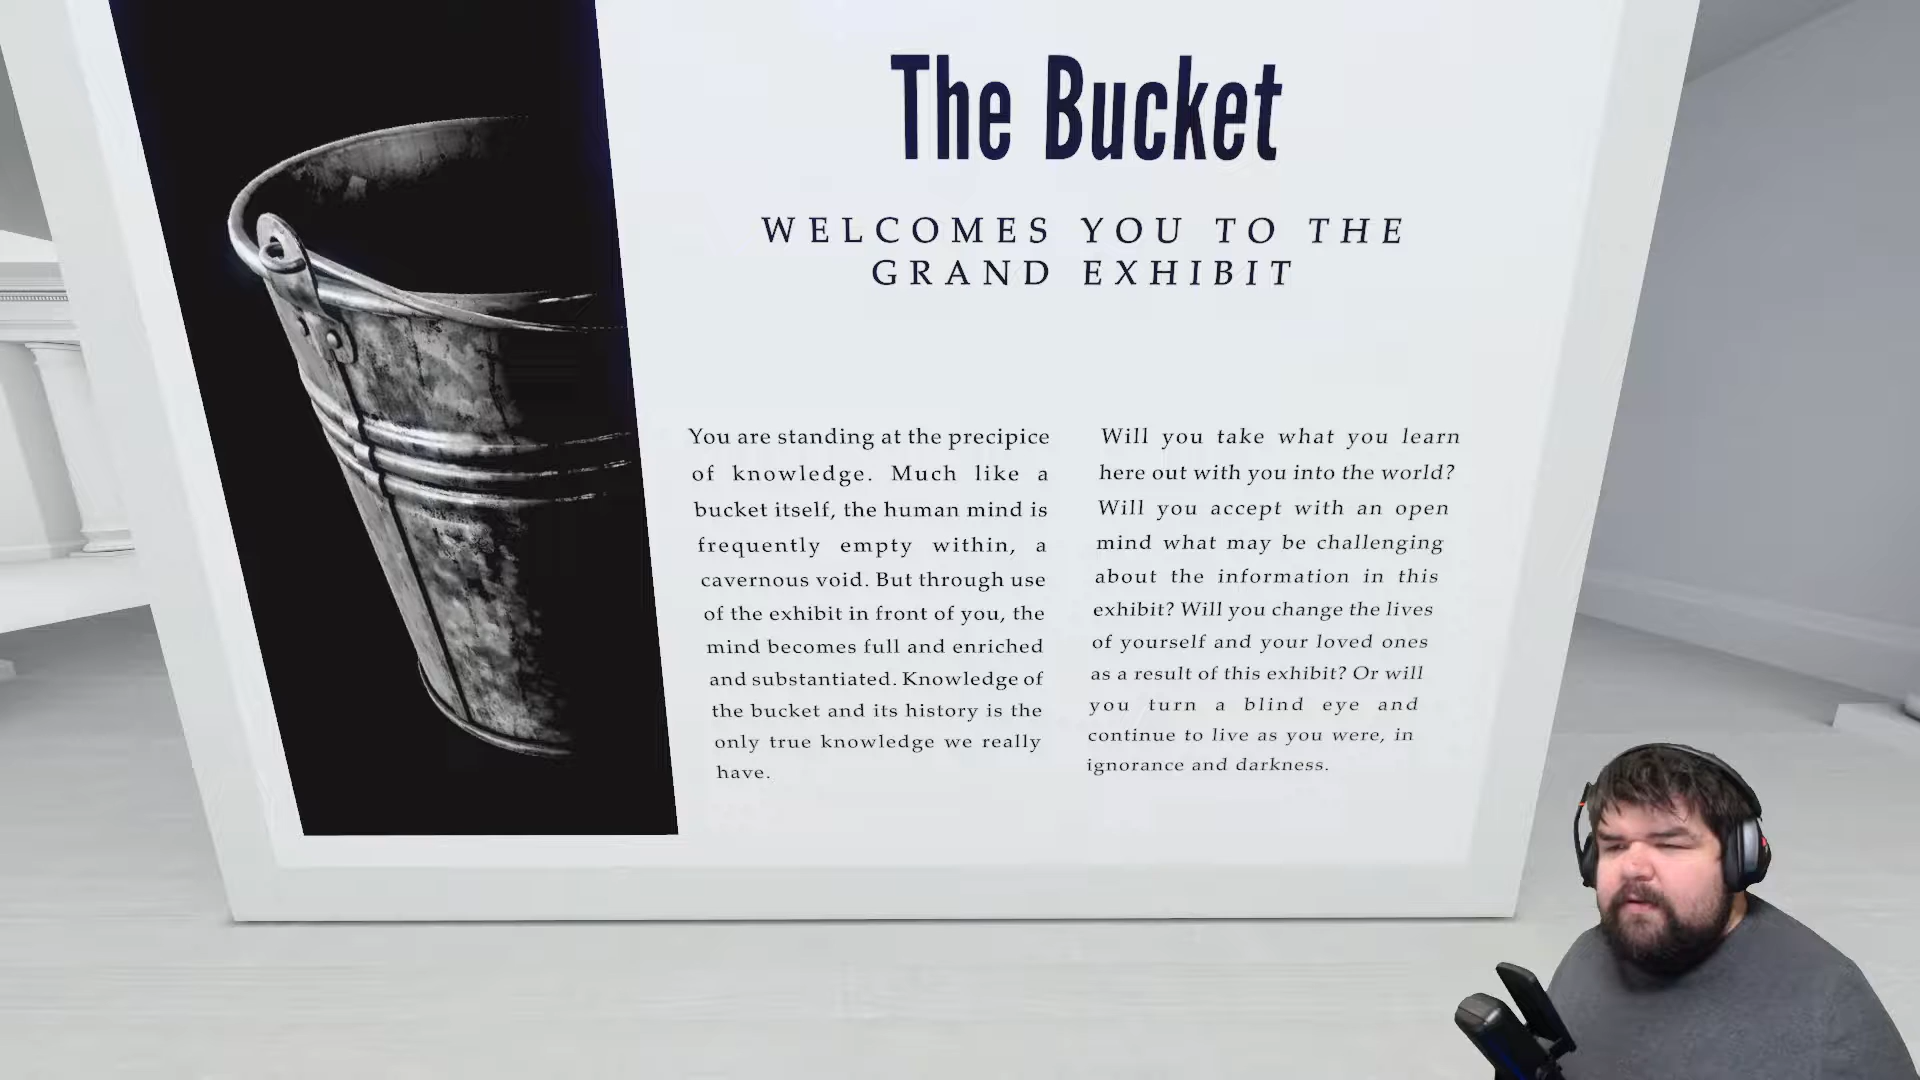 The Bucket
WELCOMES YOU TO THE
GRAND EXHIBIT
You are standing at the precipice
of knowledge. Much like a
bucket itself, the human mind is
frequently empty within, a
cavernous void. But through use
of the exhibit in front of you, the
mind becomes full and enriched
and substantiated. Knowledge of
the bucket and its history is the
only true knowledge we really
have.
Will you take what you learn
here out with you into the world?
Will you accept with an open
mind what may be challenging
about the information in this
exhibit? Will you change the lives
of yourself and your loved ones
as a result of this exhibit? Or will
you turn a blind eye and
continue to live as you were, in
ignorance and darkness.